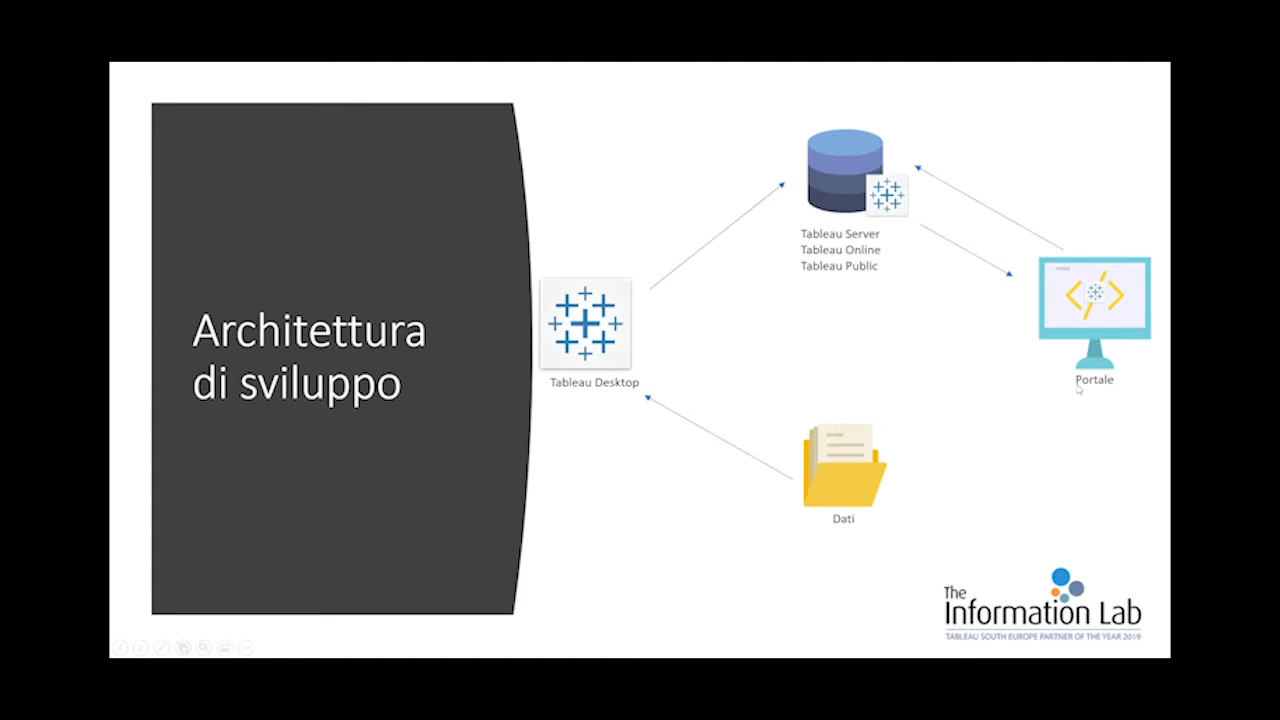 Architettura
di sviluppo
Tableau Desktop
Tableau Server
Tableau Online
Tableau Public
Portale
Dati
The
Information Lab
TABLEAU SOUTH EUROPE PARTNER OF THE YEAR 2019